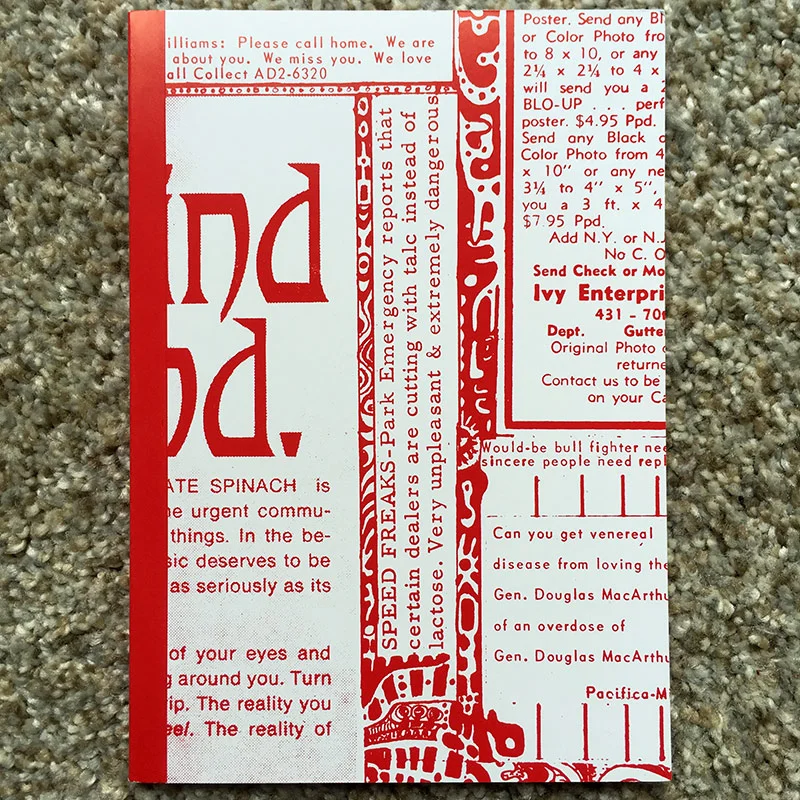 illiams: Please call home. We are
about you. We miss you. We love
all Collect AD2-6320
ind
nd.
ATE SPINACH is
e urgent commu-
things. In the be-
sic deserves to be
as seriously as its
of your eyes and
g around you. Turn
ip. The reality you
eel. The reality of
SPEED FREAKS-Park Emergency reports that
certain dealers are cutting with talc instead of
lactose. Very unpleasant & extremely dangerous
Poster. Send any Bl
or Color Photo fro
to 8 x 10, or any
2¼ x 2¼ to 4 x
will send you a 2
BLO-UP . . . perf
poster. $4.95 Ppd.
Send any Black o
Color Photo from 4
x 10" or any ne
3¼ to 4" x 5",
you a 3 ft. x 4
$7.95 Ppd.
Add N.Y. or N.J
No C. O
Send Check or Mo
Ivy Enterpri
431 - 70
Dept. Gutte
Original Photo
returne
Contact us to be
on your Ca
Would-be bull fighter nee
sincere people need repl
Can you get venereal
disease from loving the
Gen. Douglas MacArthu
of an overdose of
Gen. Douglas MacArthu
Pacifica-M